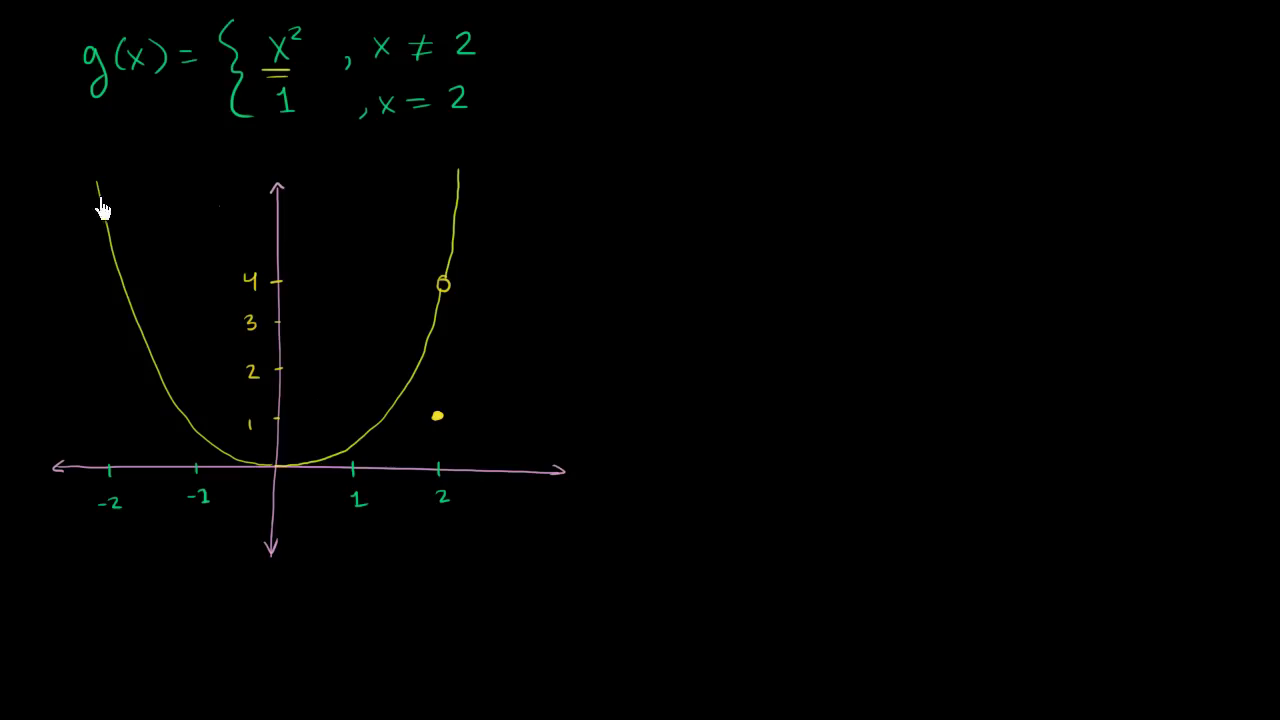 g(x) = { x² , x ≠ 2
1 , x = 2
4
3
2
1
-2 -1 1 2